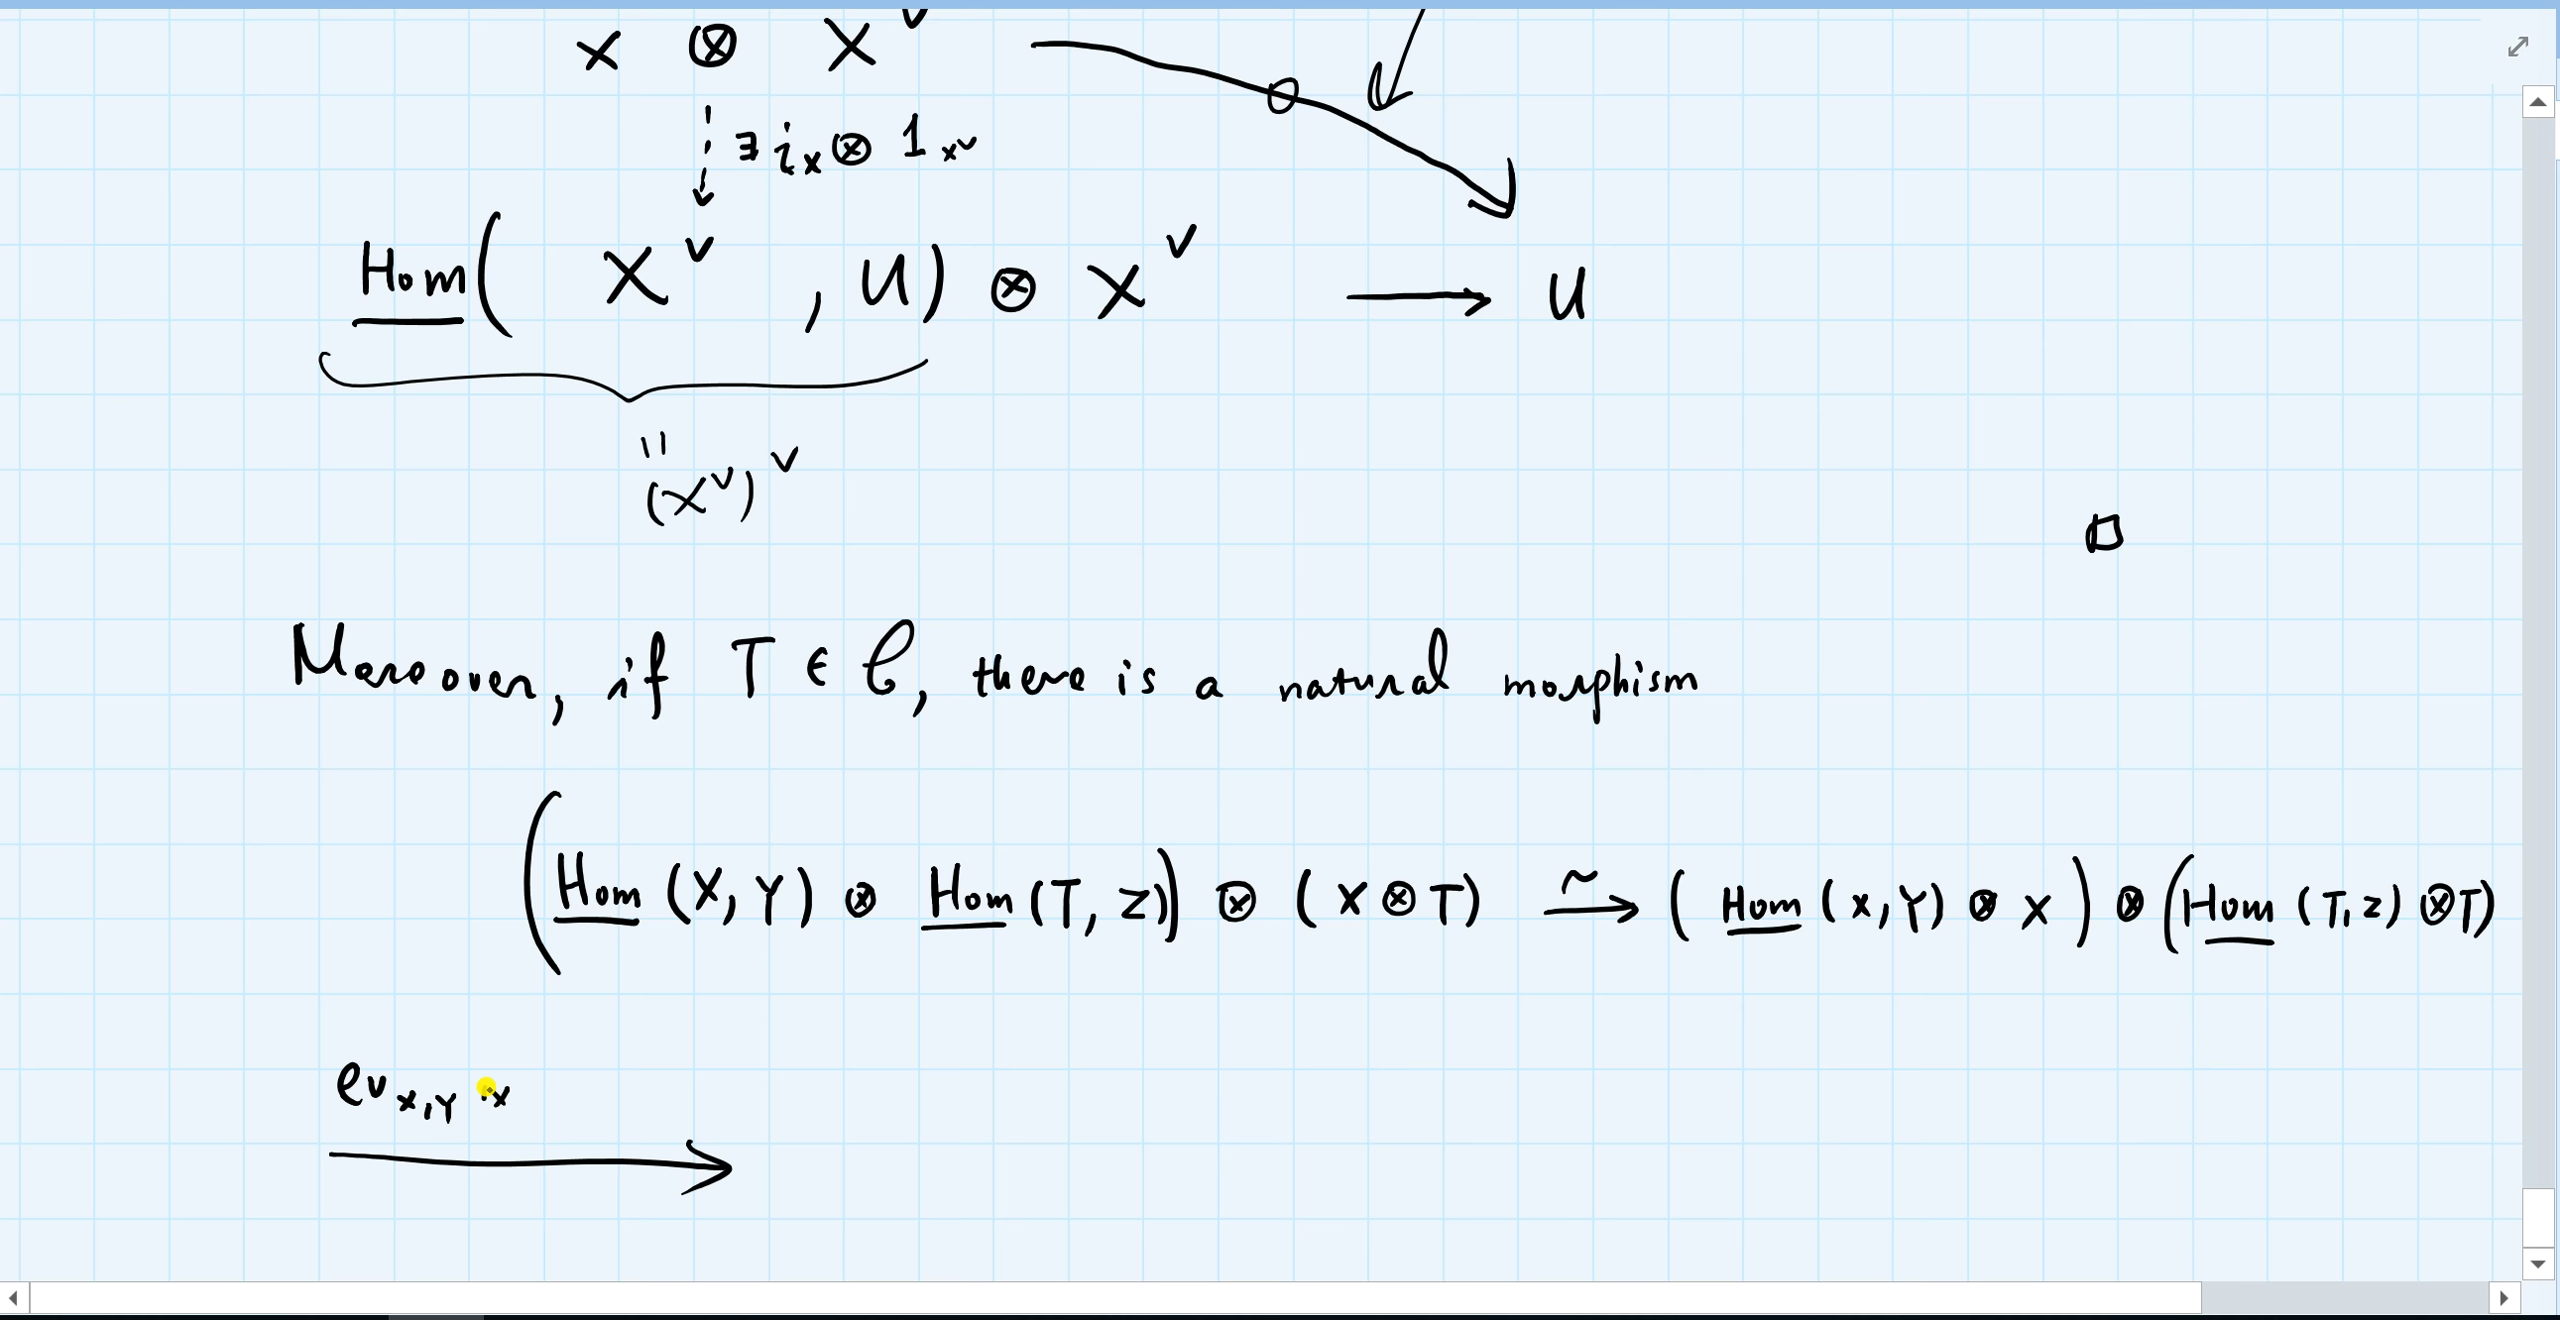 x ⊗ X^∨
∃ i_x ⊗ 1_{x^∨}
Hom( X^∨ , U) ⊗ X^∨ ⟶ U
"
(X^∨)^∨
□
Moreover, if T ∈ 𝒞, there is a natural morphism
(Hom (X, Y) ⊗ Hom (T, Z)) ⊗ (X ⊗ T) ⥲ ( Hom (x, Y) ⊗ X ) ⊗ (Hom (T, Z) ⊗ T)
ev_{x,Y} x
⟶